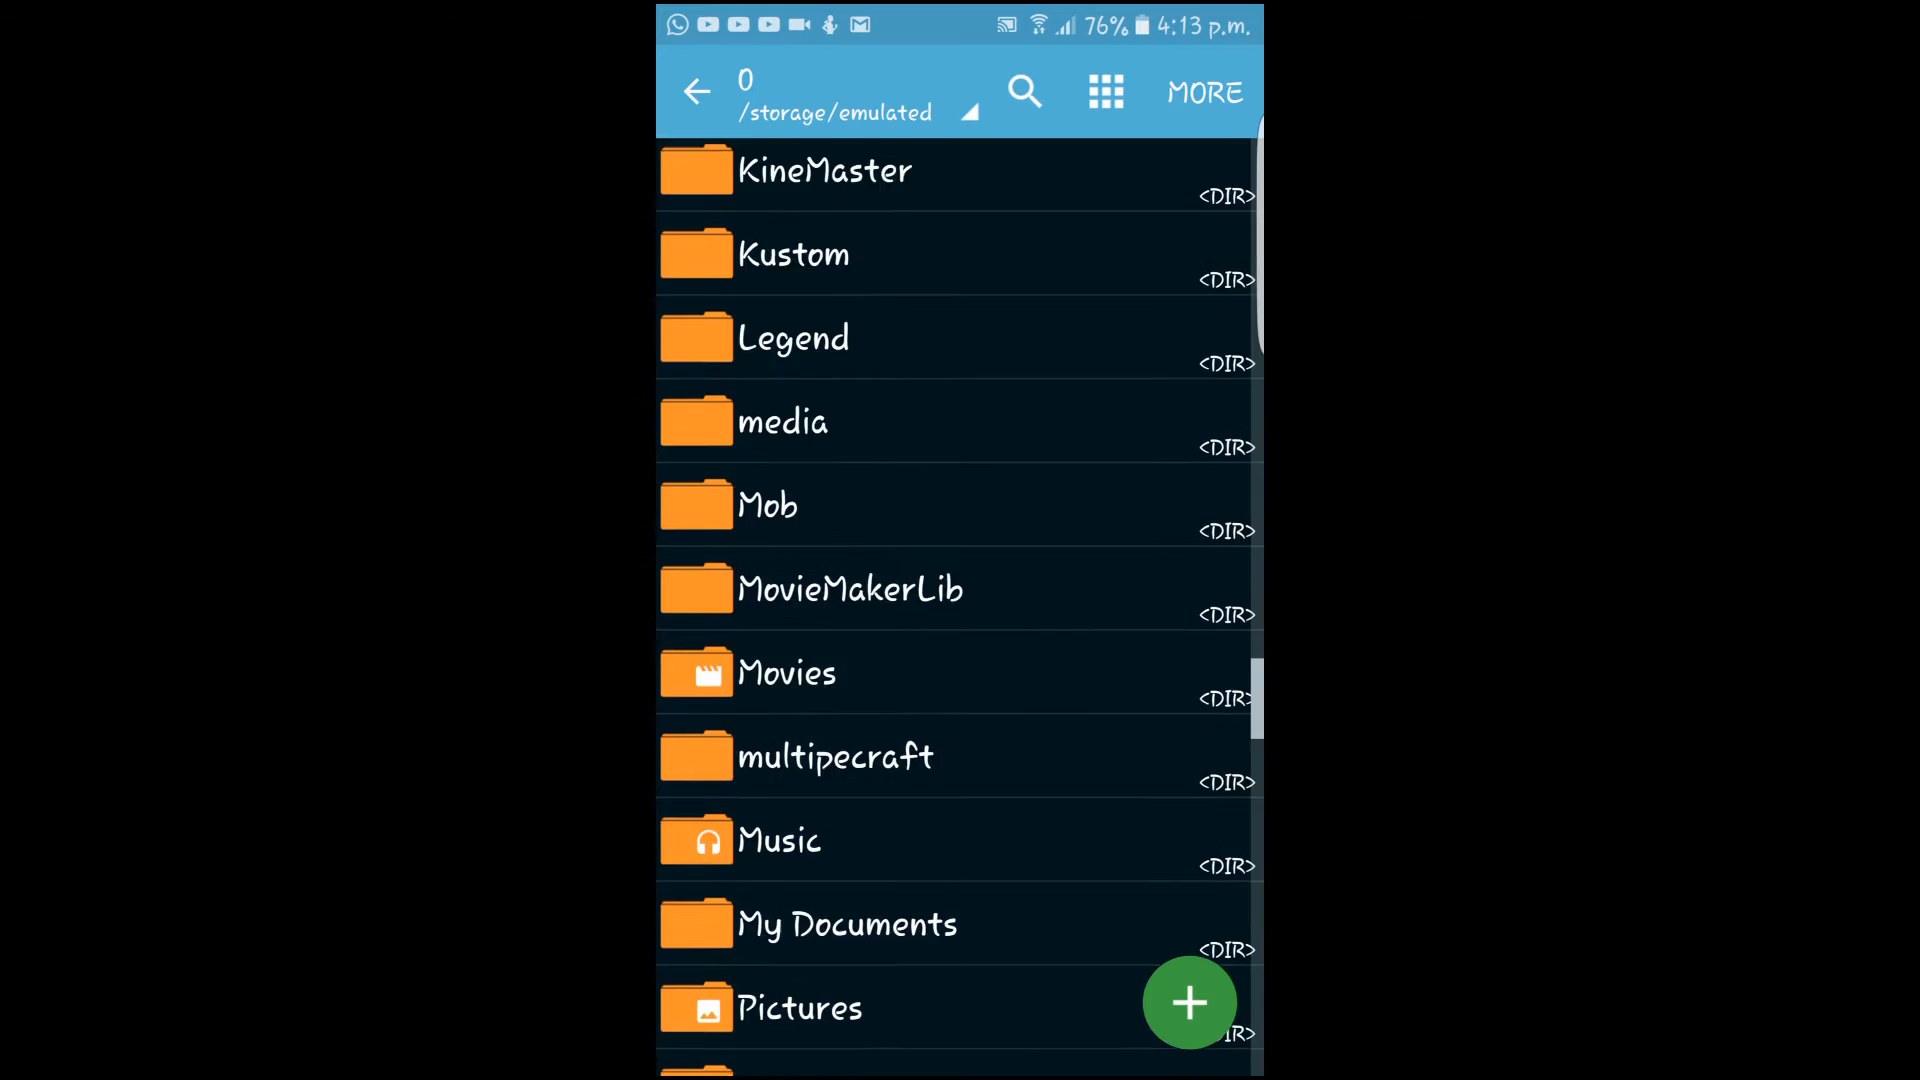 76% 4:13 p.m.
0
/storage/emulated
MORE
KineMaster
<DIR>
Kustom
<DIR>
Legend
<DIR>
media
<DIR>
Mob
<DIR>
MovieMakerLib
<DIR>
Movies
<DIR>
multipecraft
<DIR>
Music
<DIR>
My Documents
<DIR>
Pictures
IR>